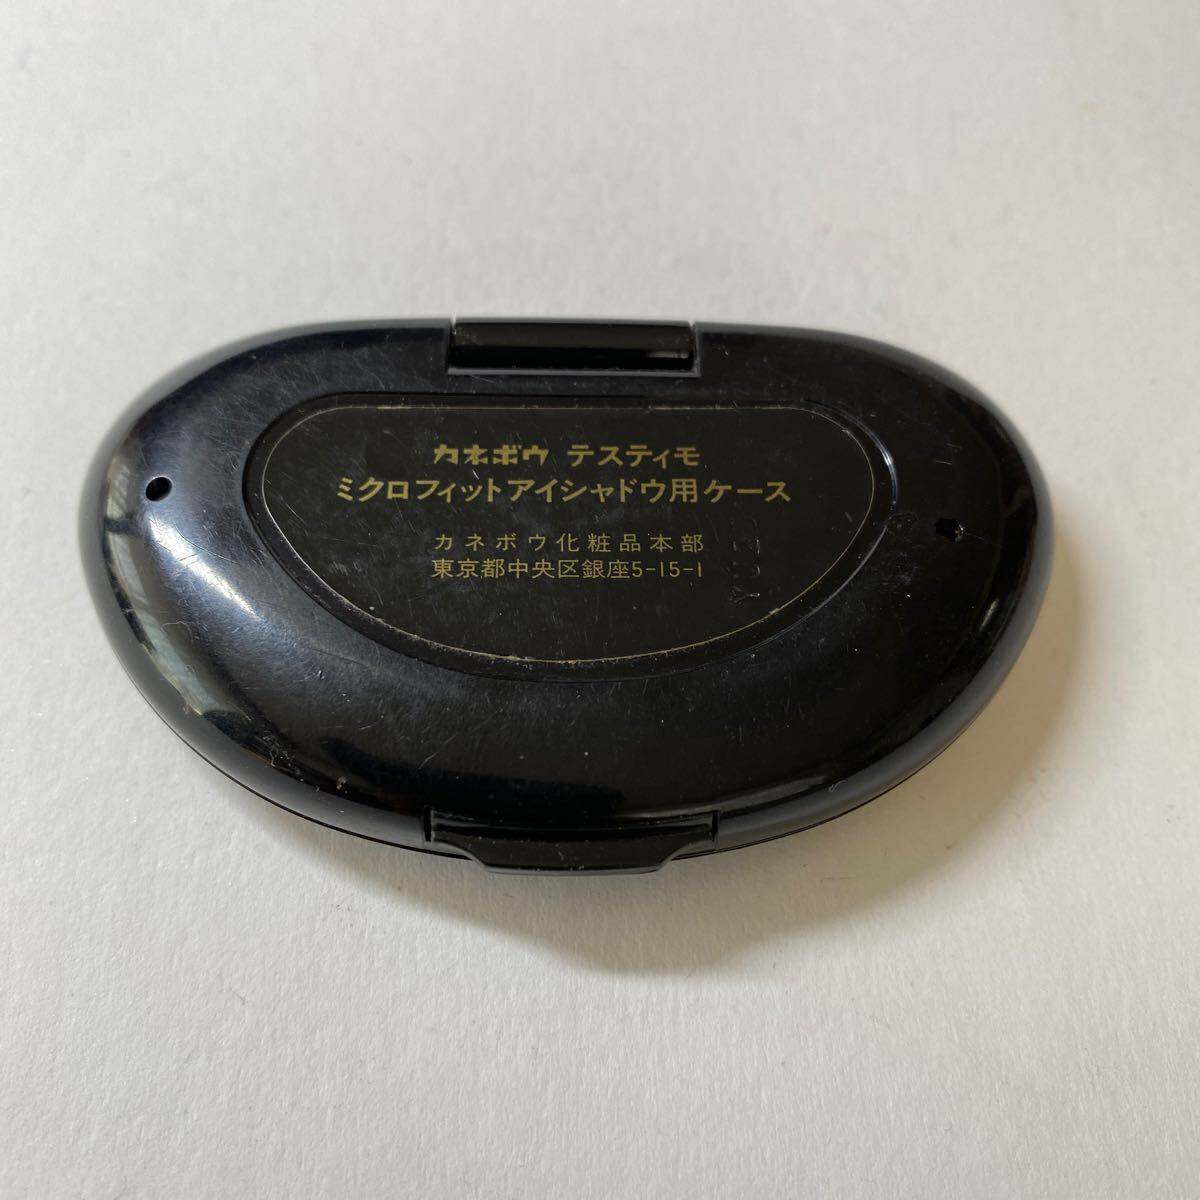 カネボウ テスティモ
ミクロフィットアイシャドウ用ケース
カネボウ化粧品本部
東京都中央区銀座5-15-1